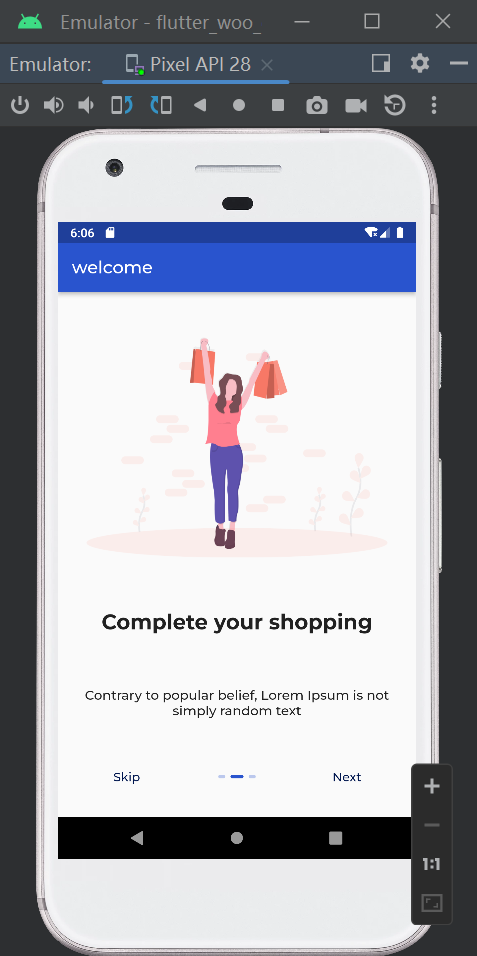 Emulator - flutter_woo_
Emulator:
Pixel API 28
6:06
welcome
Complete your shopping
Contrary to popular belief, Lorem Ipsum is not
simply random text
Skip
Next
1:1